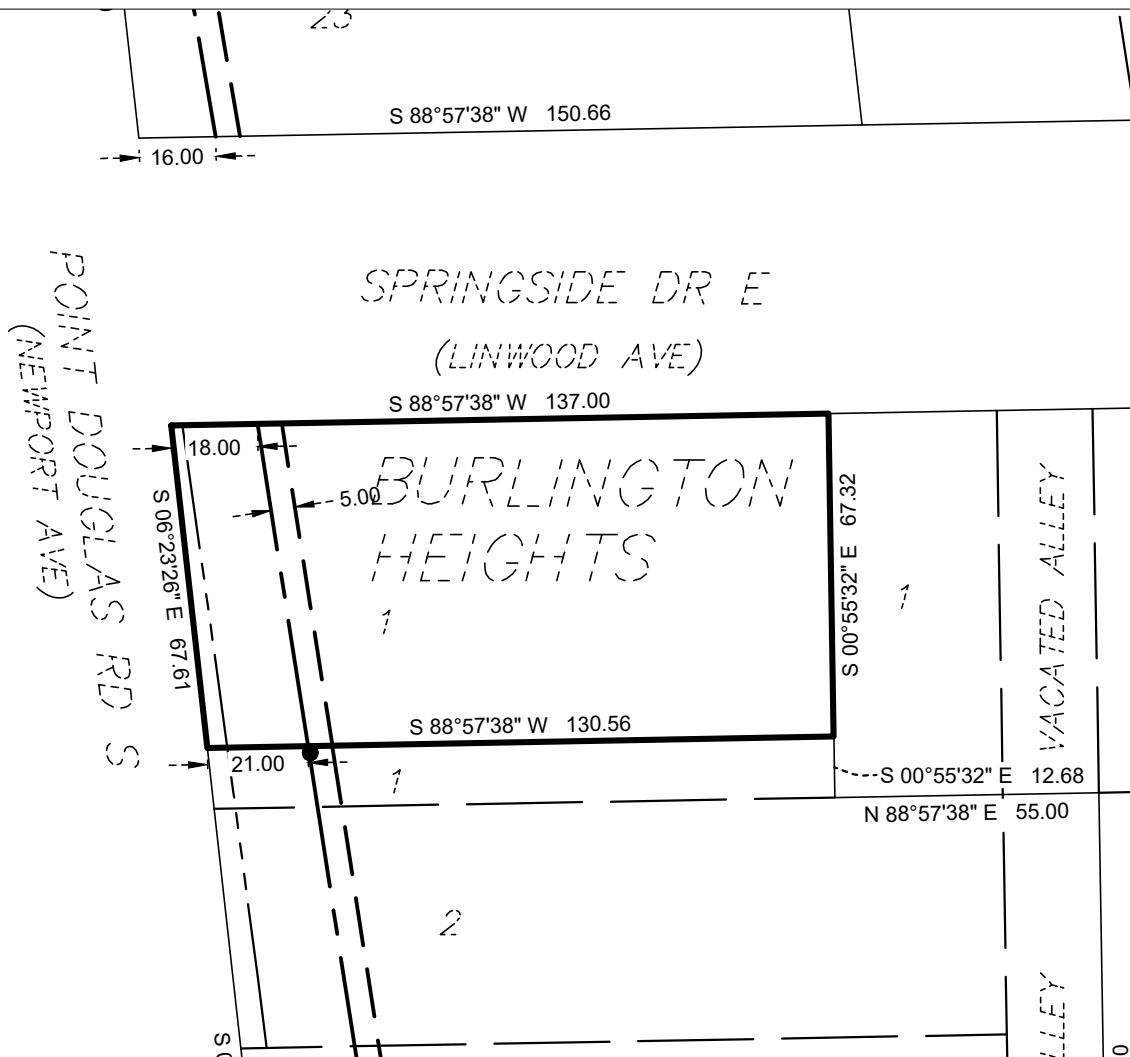 23
S 88°57'38" W 150.66
16.00
SPRINGSIDE DR E
(LINWOOD AVE)
POINT DOUGLAS RD S
(NEWPORT AVE)
S 88°57'38" W 137.00
18.00
5.00
BURLINGTON
HEIGHTS
1
S 06°23'26" E 67.61
S 00°55'32" E 67.32
1
VACATED ALLEY
S 88°57'38" W 130.56
21.00
1
S 00°55'32" E 12.68
N 88°57'38" E 55.00
2